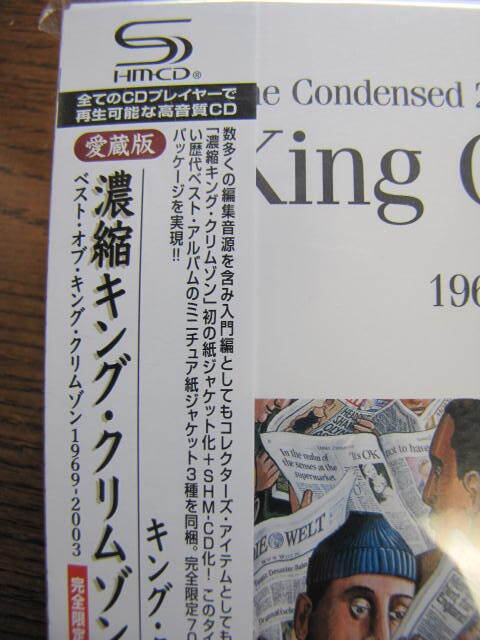 HM-CD®
全てのCDプレイヤーで
再生可能な高音質CD
愛蔵版
濃縮キング・クリムゾン
ベスト・オブ・キング・クリムゾン1969-2003
完全限定
キング・
数多くの編集音源を含み入門編としてもコレクターズ・アイテムとしても
「濃縮キング・クリムゾン」初の紙ジャケット化+SHM-CD化!このタイ
い歴代ベスト・アルバムのミニチュア紙ジャケット3種を同梱。完全限定70
パッケージを実現!!
he Condensed 2
King
196
In the realm of
the senses at the
supermarket.
It's OK
not to have
DIE WELT